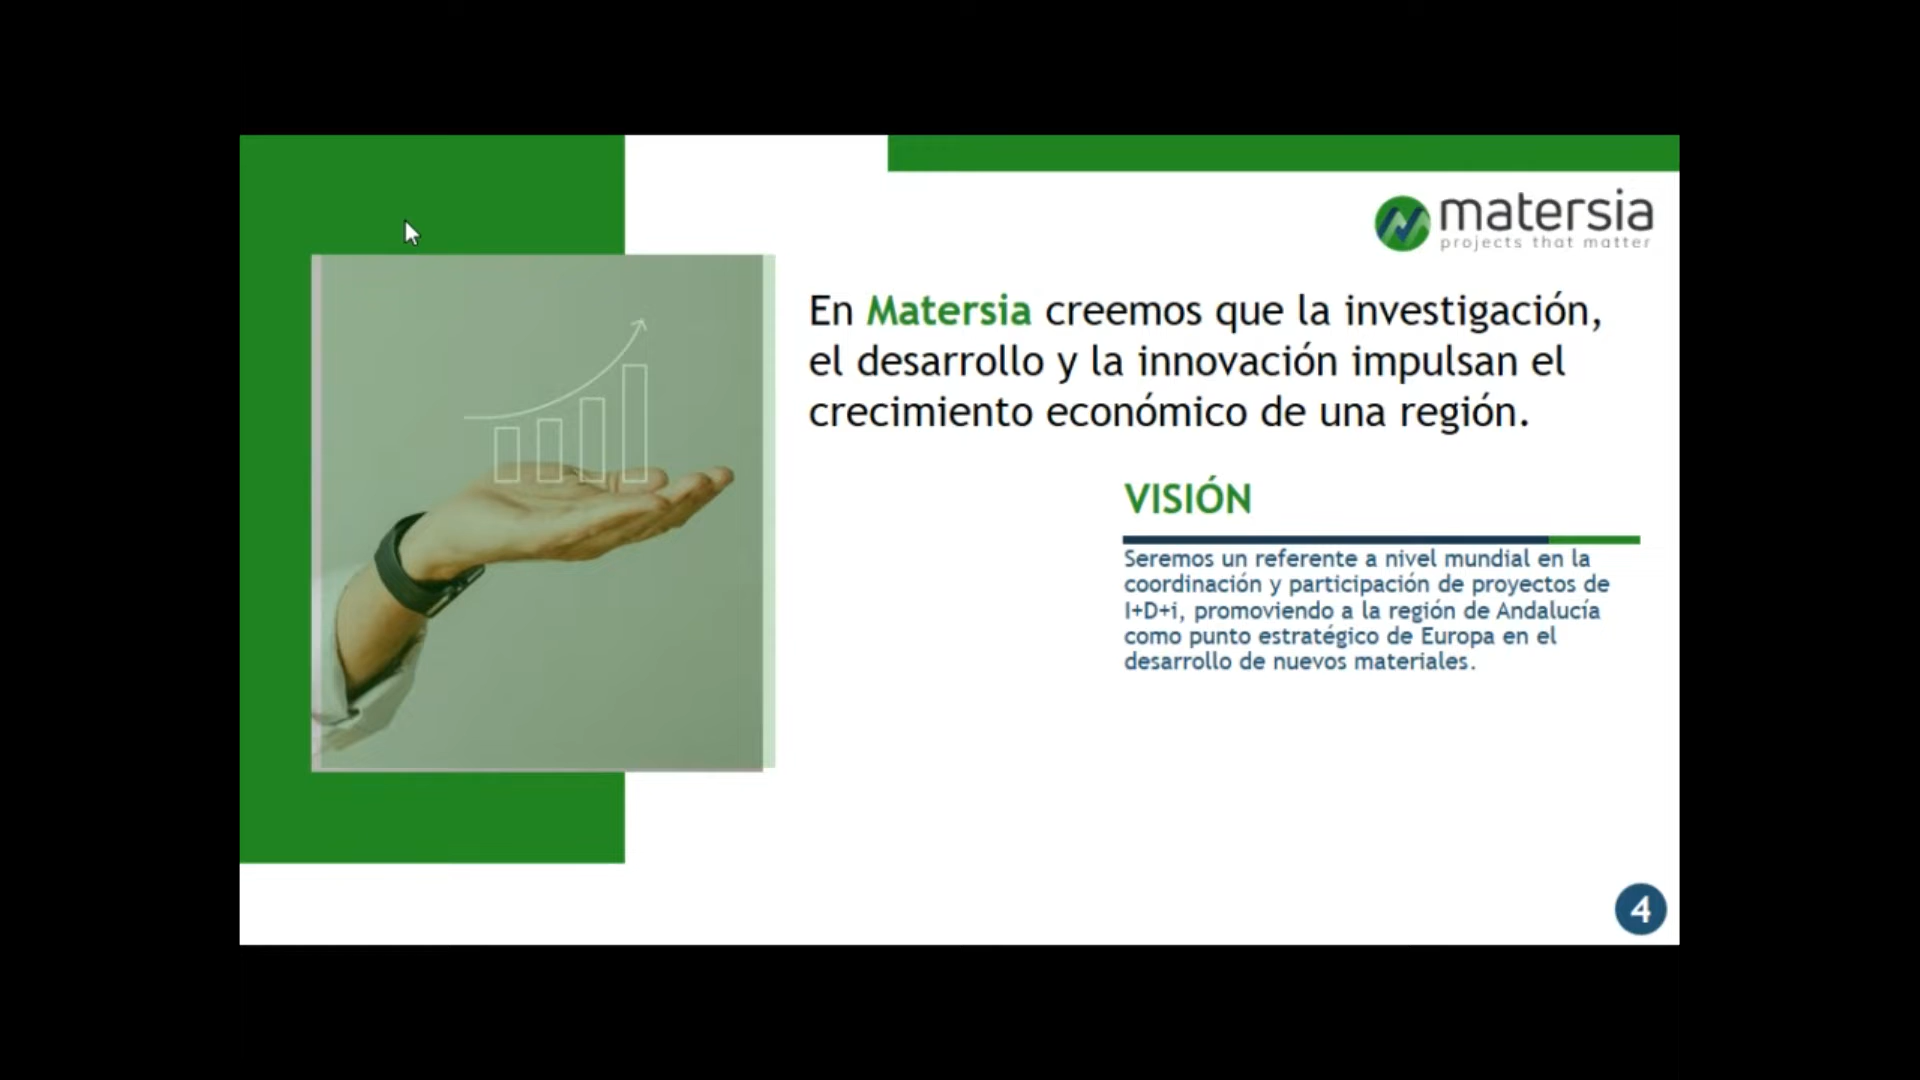 matersia
projects that matter
En Matersia creemos que la investigación,
el desarrollo y la innovación impulsan el
crecimiento económico de una región.
VISIÓN
Seremos un referente a nivel mundial en la
coordinación y participación de proyectos de
I+D+i, promoviendo a la región de Andalucía
como punto estratégico de Europa en el
desarrollo de nuevos materiales.
4